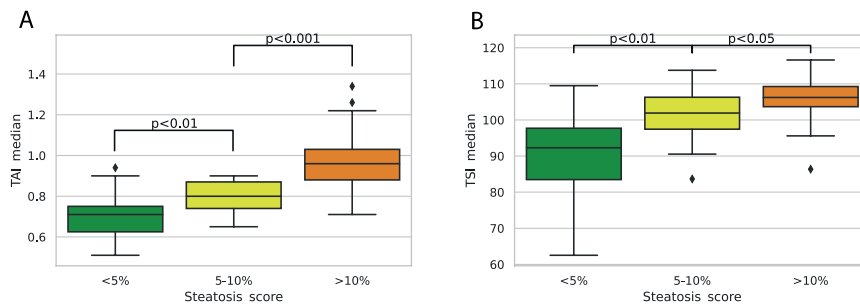 A
p<0.001
p<0.01
TAI median
1.4
1.2
1.0
0.8
0.6
<5%
5–10%
>10%
Steatosis score
B
p<0.01
p<0.05
TSI median
120
110
100
90
80
70
60
<5%
5–10%
>10%
Steatosis score